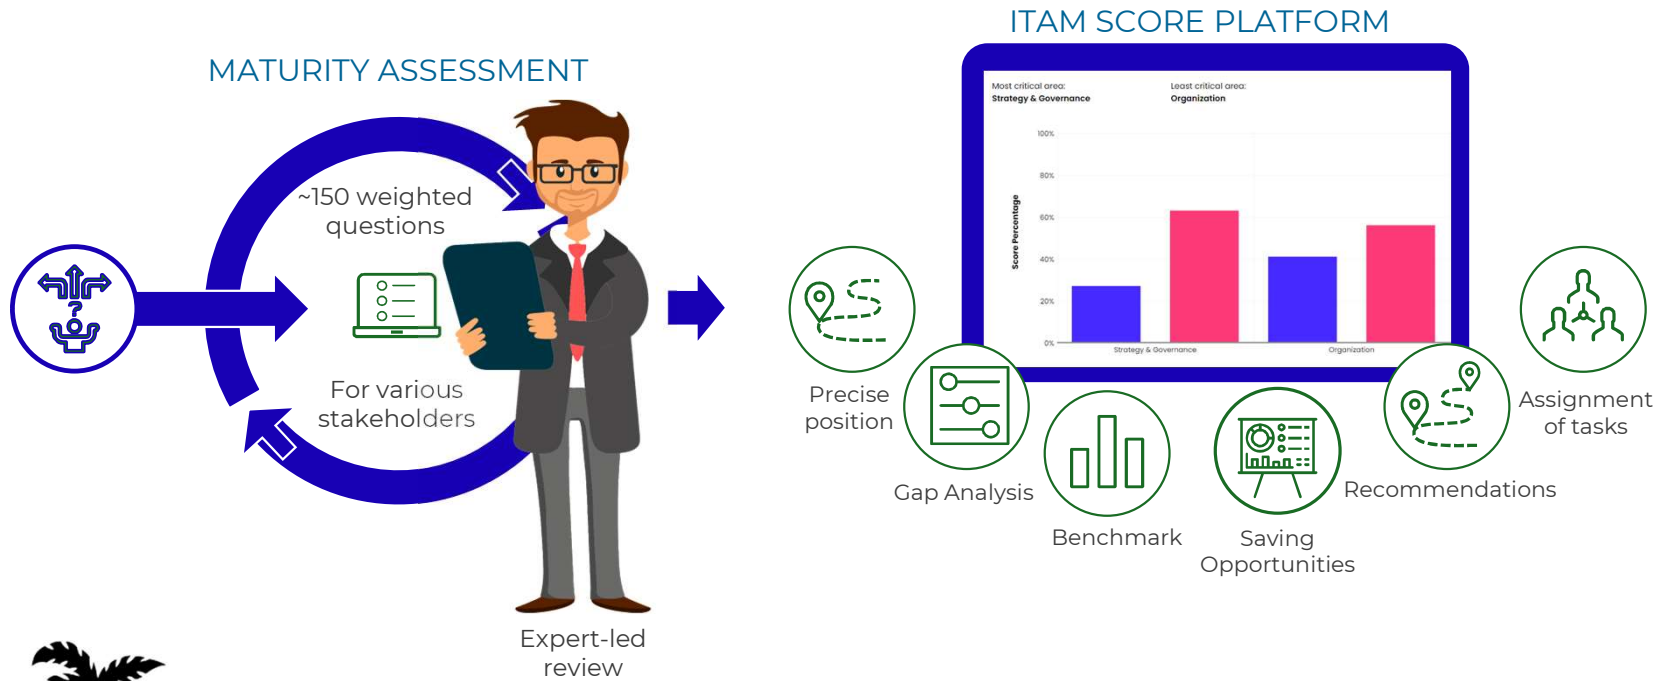 MATURITY ASSESSMENT
~150 weighted
questions
?
For various
stakeholders
Expert-led
review
ITAM SCORE PLATFORM
Most critical area:
Strategy & Governance
Least critical area:
Organization
Score Percentage
100%
80%
60%
40%
20%
0%
Strategy & Governance
Organization
Precise
position
Gap Analysis
Benchmark
Saving
Opportunities
Recommendations
Assignment
of tasks